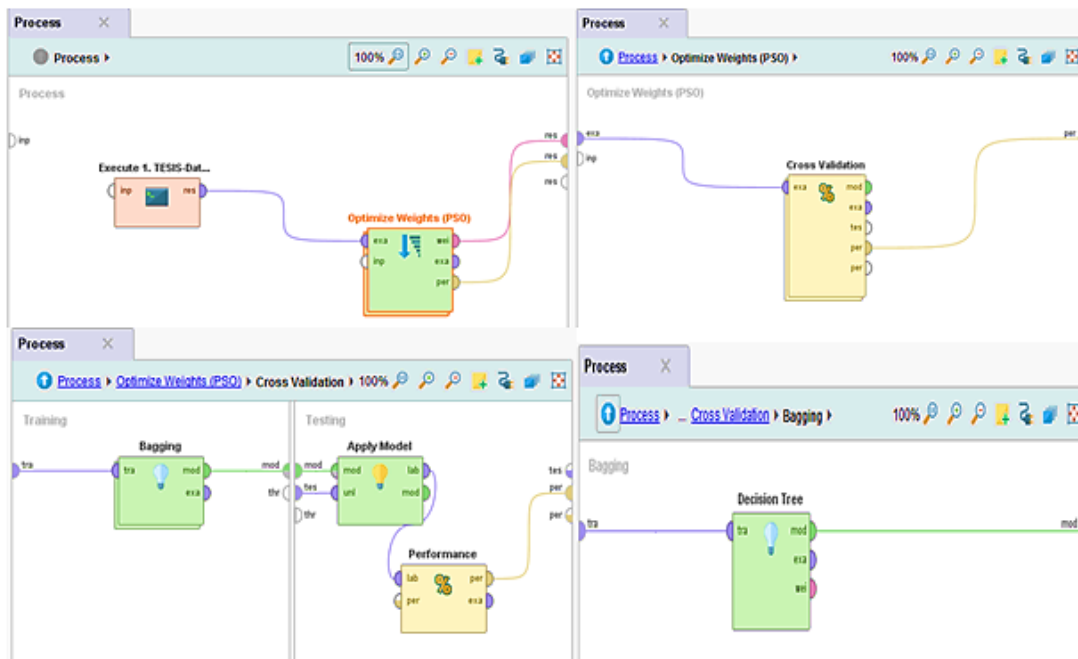 Process
Process
100%
Process
inp
Execute 1. TESIS-Dat...
inp res
Optimize Weights (PSO)
exa wei
inp exa
per
res
res
res
Process
Process Optimize Weights (PSO)
100%
Optimize Weights (PSO)
exa
inp
Cross Validation
exa mod
exa
tes
per
per
per
Process
Process Optimize Weights (PSO) Cross Validation 100%
Training
tra
Bagging
tra mod
exa
mod
thr
Testing
mod
tes
thr
Apply Model
mod lab
unl mod
Performance
lab per
per exa
tes
per
per
Process
Process ... Cross Validation Bagging
100%
Bagging
tra
Decision Tree
tra mod
exa
wei
mod